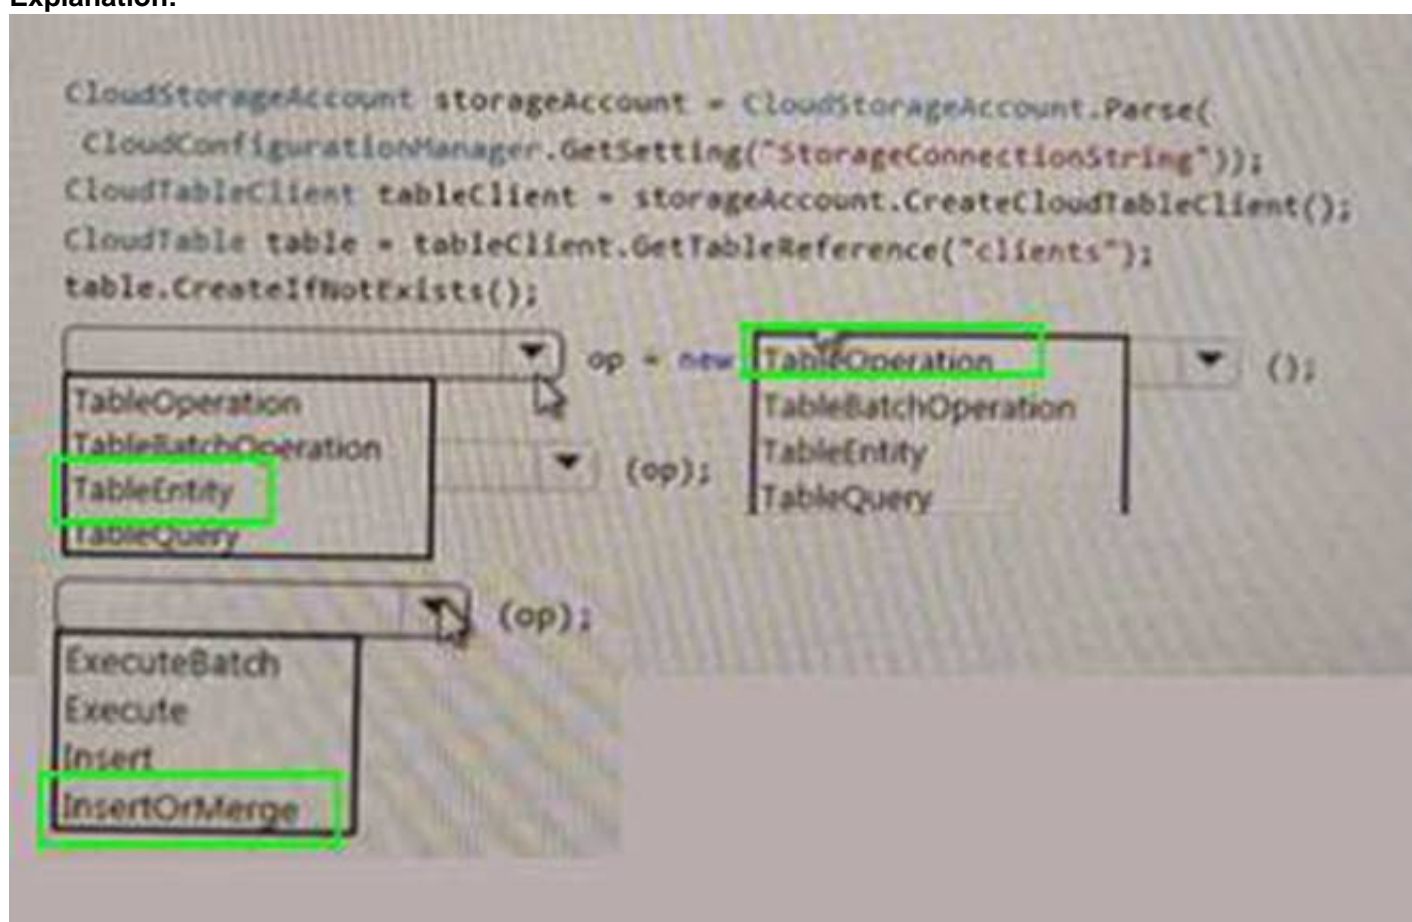 Explanation:
CloudStorageAccount storageAccount = CloudStorageAccount.Parse(
CloudConfigurationManager.GetSetting("StorageConnectionString"));
CloudTableClient tableClient = storageAccount.CreateCloudTableClient();
CloudTable table = tableClient.GetTableReference("clients");
table.CreateIfNotExists();
op = new TableOperation ();
TableOperation
TableBatchOperation
TableEntity
TableQuery
(op);
TableBatchOperation
TableEntity
TableQuery
(op);
ExecuteBatch
Execute
Insert
InsertOrMerge